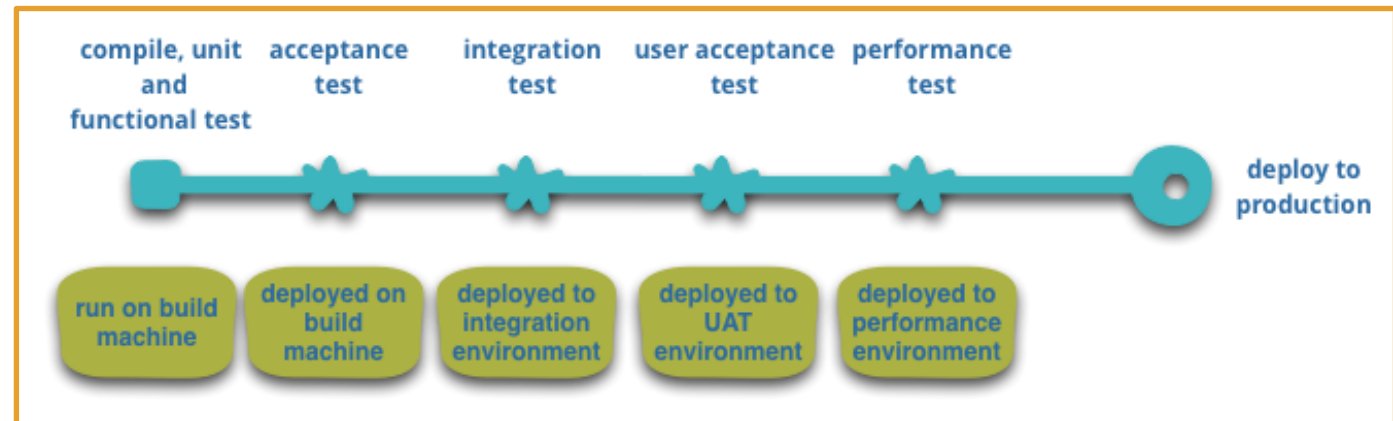 compile, unit
and
functional test
acceptance
test
integration
test
user acceptance
test
performance
test
deploy to
production
run on build
machine
deployed on
build
machine
deployed to
integration
environment
deployed to
UAT
environment
deployed to
performance
environment